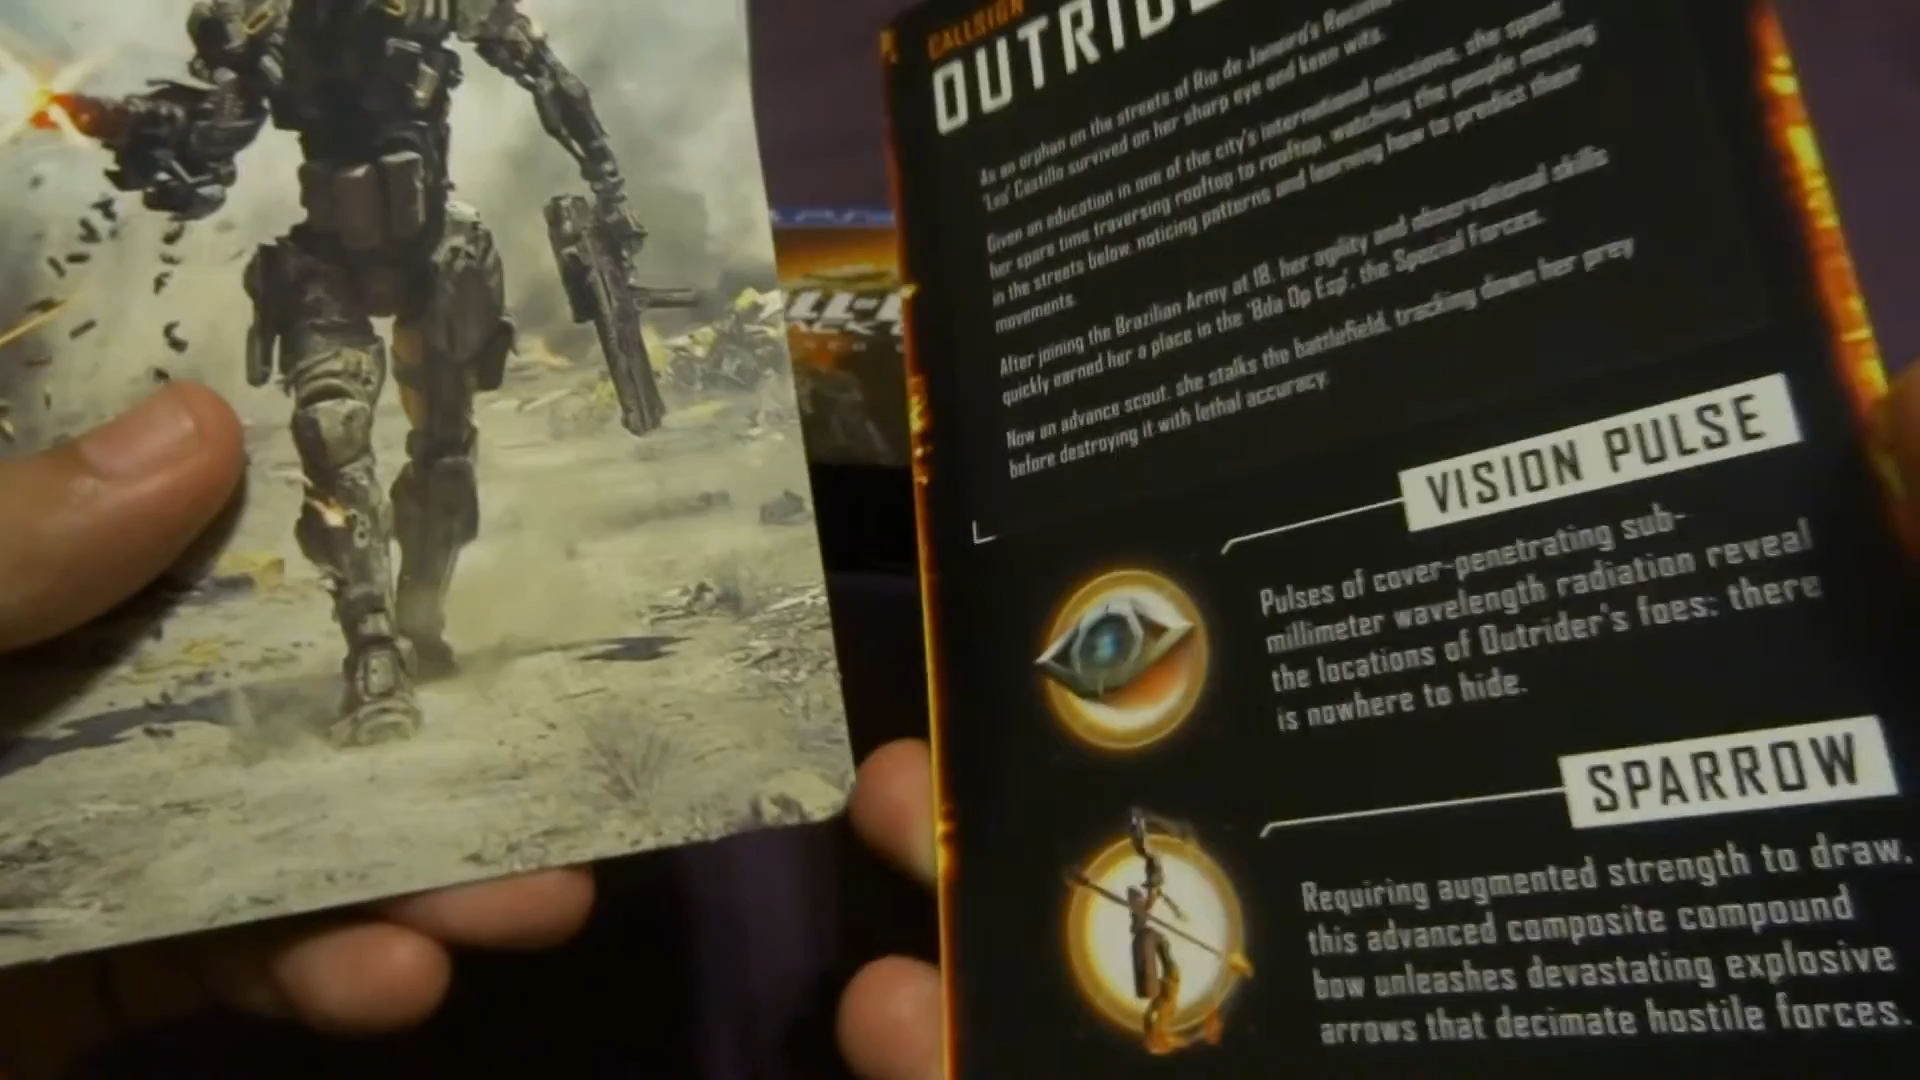 CALLSIGN
OUTRIDE
As an orphan on the streets of Rio de Janeiro's
'Leo' Castillo survived on her sharp eye and keen wits.
Given an education in one of the city's international missions, she spent
her spare time traversing rooftop to rooftop, watching the people moving
in the streets below, noticing patterns and learning how to predict their
movements.
After joining the Brazilian Army at 18, her agility and observational skills
quickly earned her a place in the 'Bda Op Esp', the Special Forces.
Now an advance scout, she stalks the battlefield, tracking down her prey
before destroying it with lethal accuracy.
VISION PULSE
Pulses of cover-penetrating sub-
millimeter wavelength radiation reveal
the locations of Outrider's foes: there
is nowhere to hide.
SPARROW
Requiring augmented strength to draw,
this advanced composite compound
bow unleashes devastating explosive
arrows that decimate hostile forces.